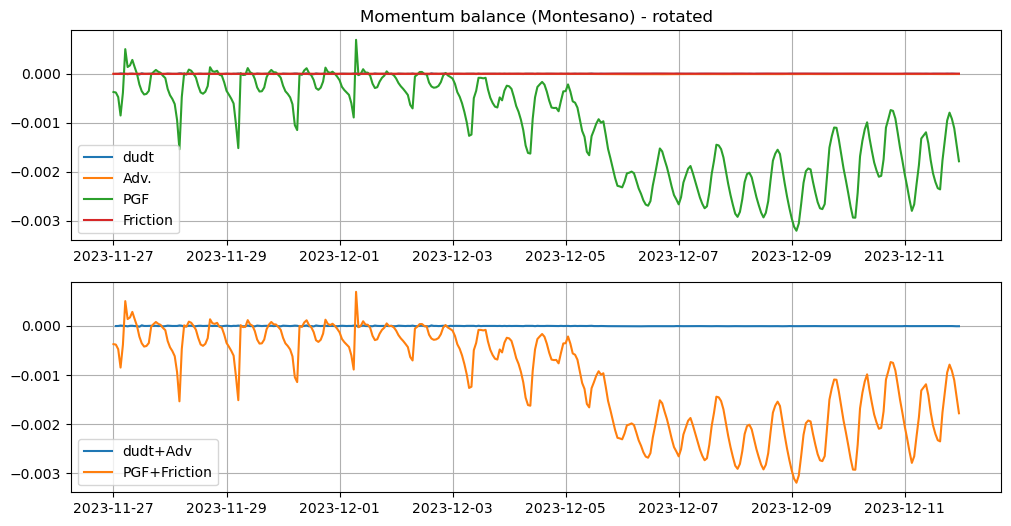 Momentum balance (Montesano) - rotated
0.000
−0.001
−0.002
−0.003
dudt
Adv.
PGF
Friction
2023-11-27 2023-11-29 2023-12-01 2023-12-03 2023-12-05 2023-12-07 2023-12-09 2023-12-11
0.000
−0.001
−0.002
−0.003
dudt+Adv
PGF+Friction
2023-11-27 2023-11-29 2023-12-01 2023-12-03 2023-12-05 2023-12-07 2023-12-09 2023-12-11